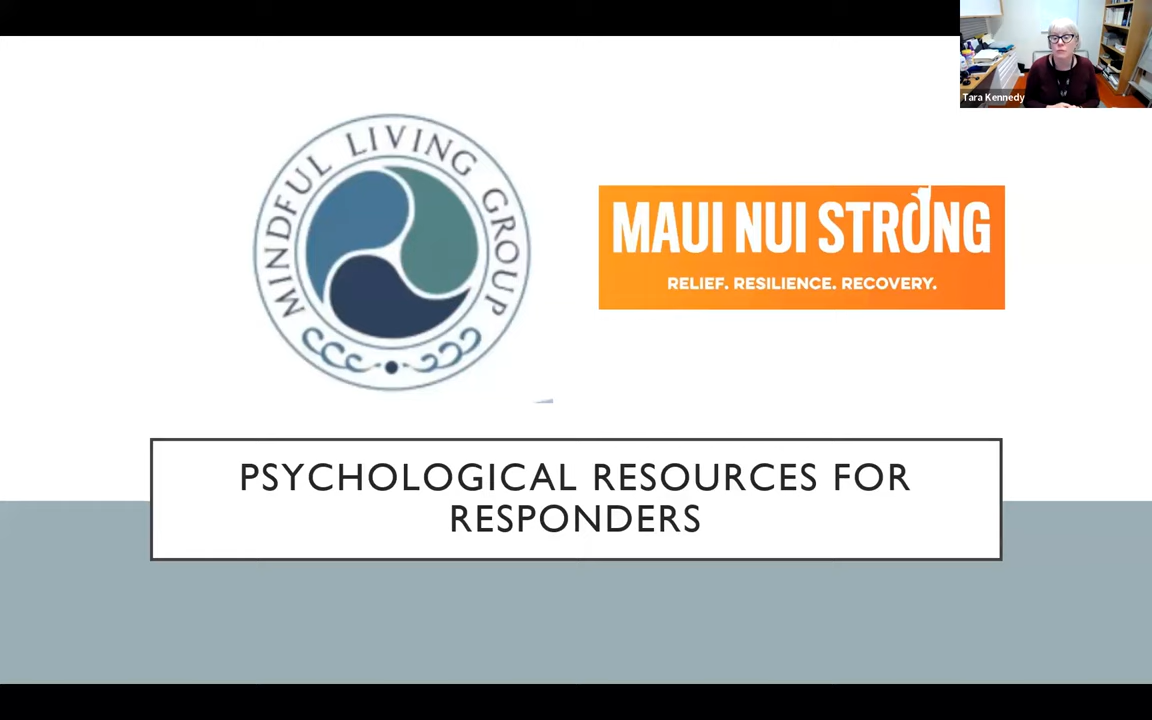 Tara Kennedy
MINDFUL LIVING GROUP
MAUI NUI STRONG
RELIEF. RESILIENCE. RECOVERY.
PSYCHOLOGICAL RESOURCES FOR
RESPONDERS